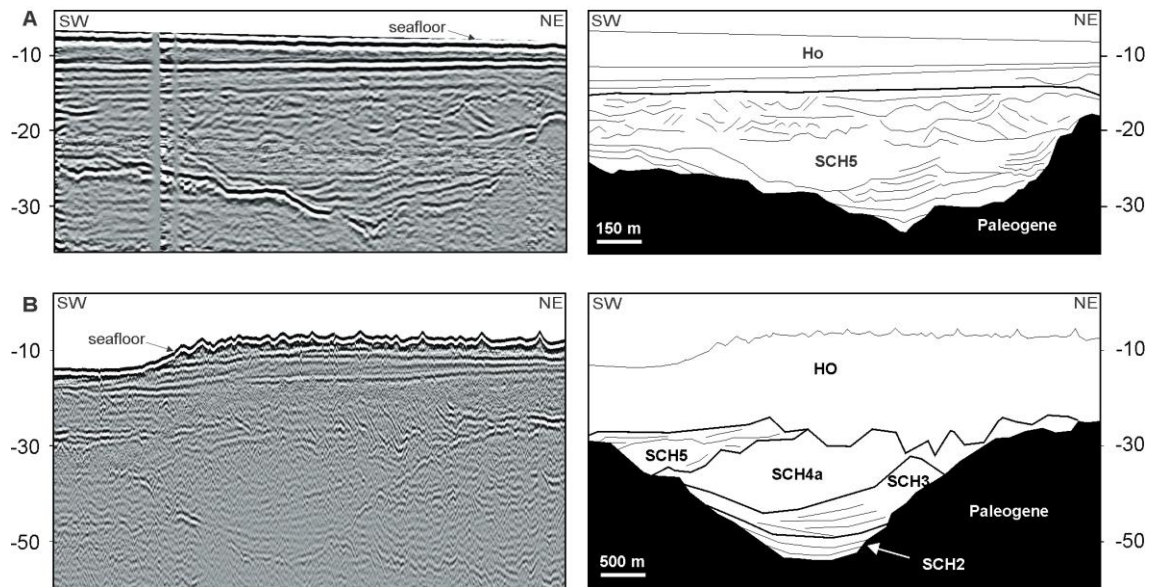 A
SW
seafloor
NE
SW
NE
-10
Ho
-10
-20
SCH5
-20
-30
150 m
Paleogene
-30
B
SW
NE
SW
NE
seafloor
-10
HO
-10
-30
SCH5
SCH4a
SCH3
-30
Paleogene
-50
500 m
SCH2
-50